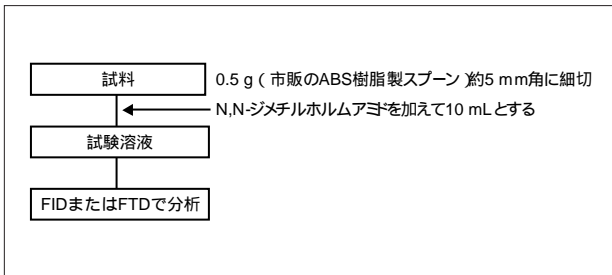 試料
0.5 g ( 市販のABS樹脂製スプーン )約5 mm角に細切
N,N-ジメチルホルムアミドを加えて10 mLとする
試験溶液
FIDまたはFTDで分析